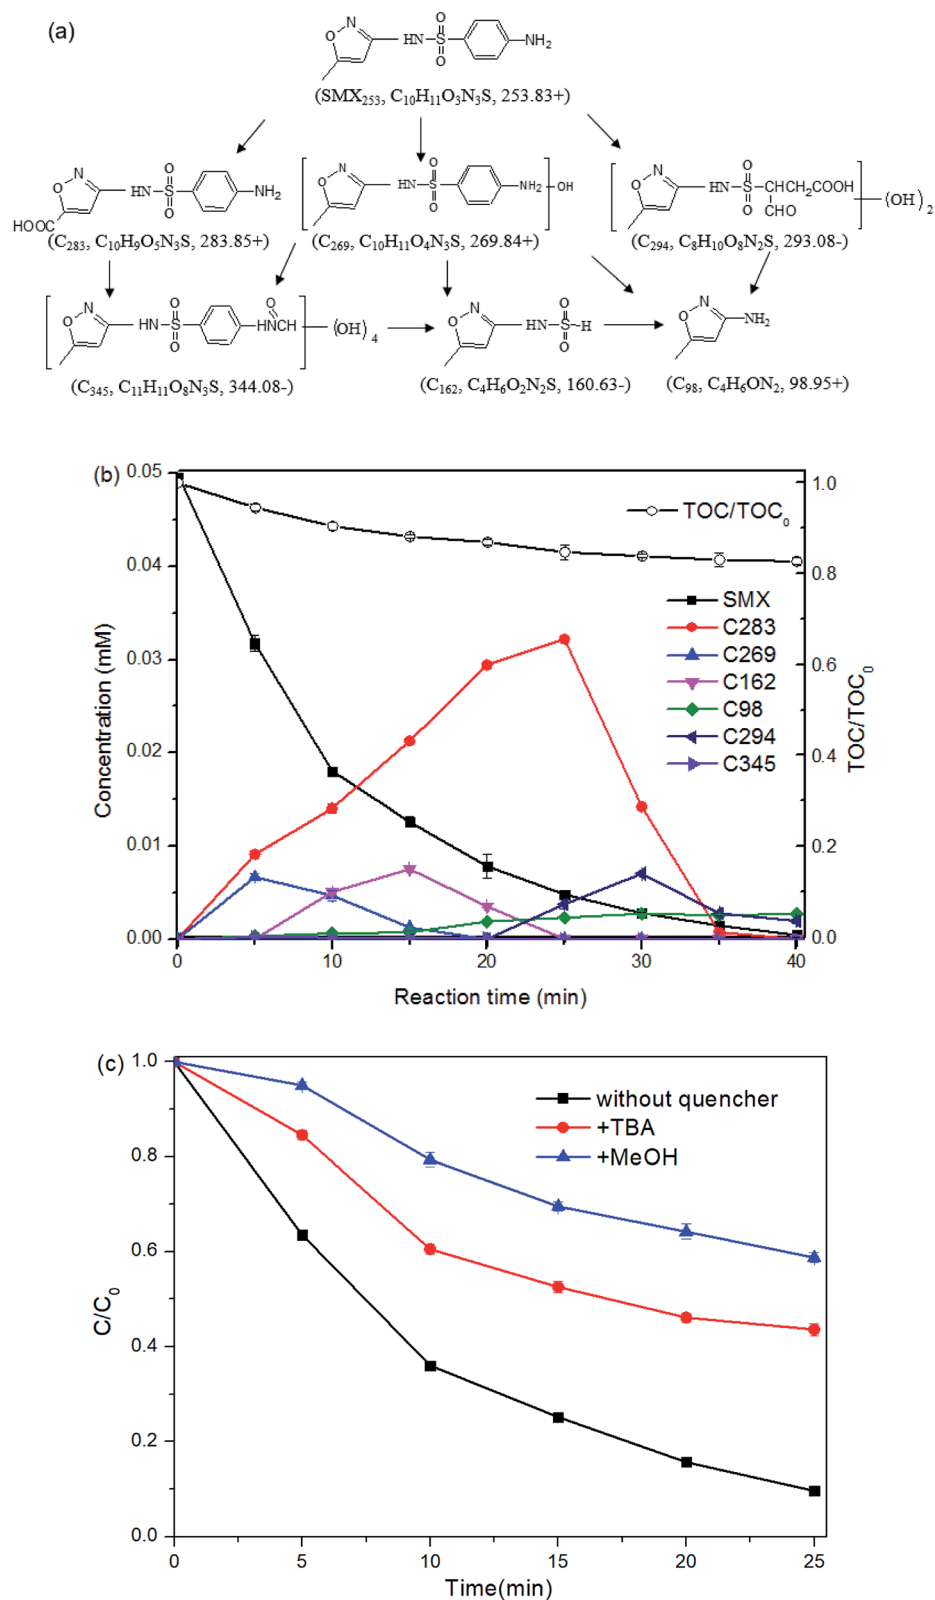 (a)
N
O
HN
O
S
O
NH2
(SMX253, C10H11O3N3S, 253.83+)
N
O
HOOC
HN
O
S
O
NH2
N
O
HN
O
S
O
NH2
OH
N
O
HN
O
S
O
CHCH2COOH
CHO
(OH)2
(C283, C10H9O5N3S, 283.85+)
(C269, C10H11O4N3S, 269.84+)
(C294, C8H10O8N2S, 293.08-)
N
O
HN
O
S
O
O
HNCH
(OH)4
N
O
HN
O
S-H
O
N
O
NH2
(C345, C11H11O8N3S, 344.08-)
(C162, C4H6O2N2S, 160.63-)
(C98, C4H6ON2, 98.95+)
(b)
0.05
0.04
0.03
0.02
0.01
0.00
Concentration (mM)
TOC/TOC0
SMX
C283
C269
C162
C98
C294
C345
1.0
0.8
0.6
0.4
0.2
0.0
TOC/TOC0
0 10 20 30 40
Reaction time (min)
(c)
1.0
0.8
0.6
0.4
0.2
0.0
C/C0
without quencher
+TBA
+MeOH
0 5 10 15 20 25
Time(min)